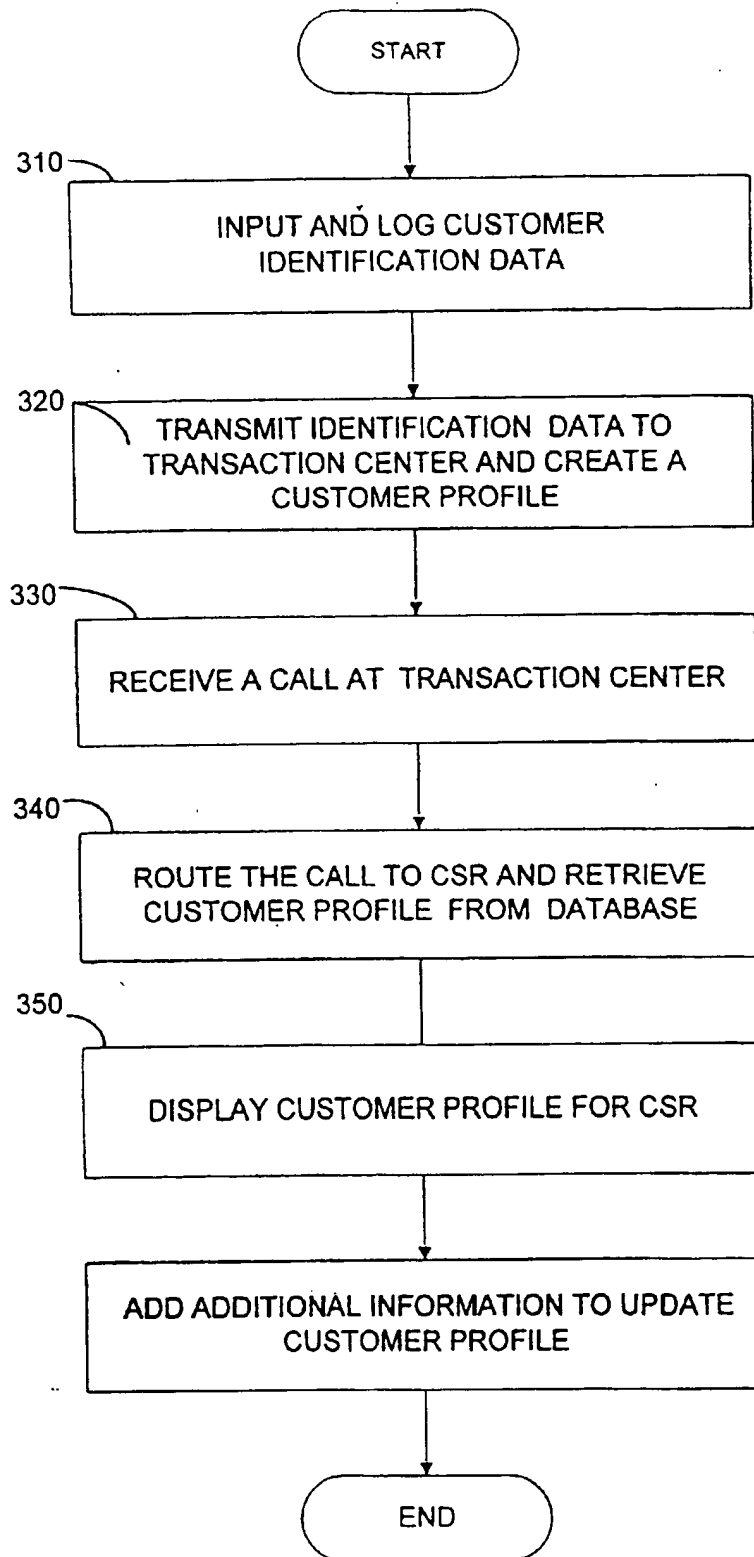 START
310
INPUT AND LOG CUSTOMER
IDENTIFICATION DATA
320
TRANSMIT IDENTIFICATION DATA TO
TRANSACTION CENTER AND CREATE A
CUSTOMER PROFILE
330
RECEIVE A CALL AT TRANSACTION CENTER
340
ROUTE THE CALL TO CSR AND RETRIEVE
CUSTOMER PROFILE FROM DATABASE
350
DISPLAY CUSTOMER PROFILE FOR CSR
ADD ADDITIONAL INFORMATION TO UPDATE
CUSTOMER PROFILE
END